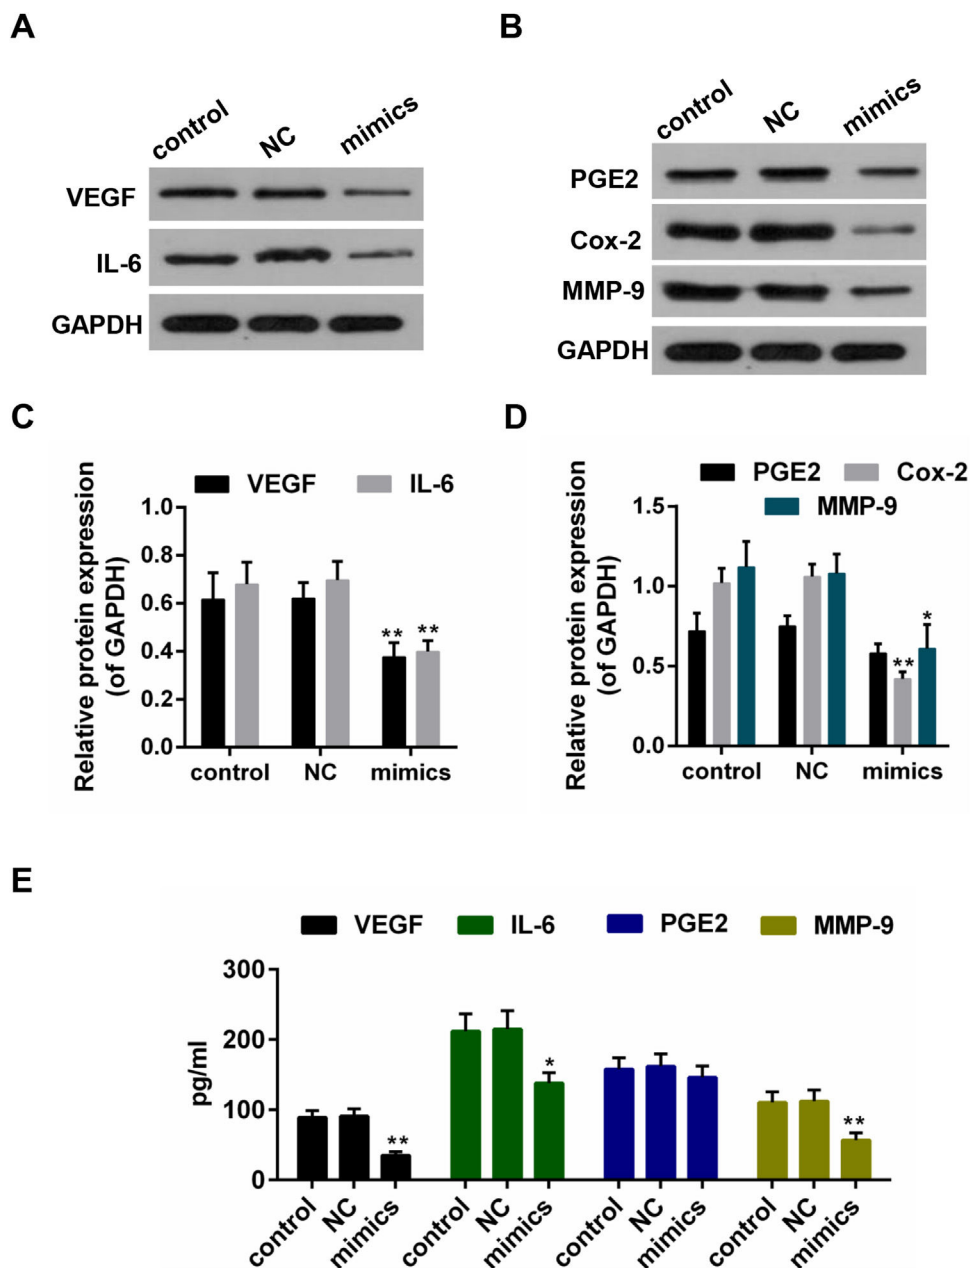 A
control NC mimics
VEGF
IL-6
GAPDH
B
control NC mimics
PGE2
Cox-2
MMP-9
GAPDH
C
VEGF IL-6
Relative protein expression
(of GAPDH)
1.0
0.8
0.6
0.4
0.2
0.0
** **
control NC mimics
D
PGE2 Cox-2
MMP-9
Relative protein expression
(of GAPDH)
1.5
1.0
0.5
0.0
** *
control NC mimics
E
VEGF IL-6 PGE2 MMP-9
pg/ml
300
200
100
0
** * **
control NC mimics control NC mimics control NC mimics control NC mimics